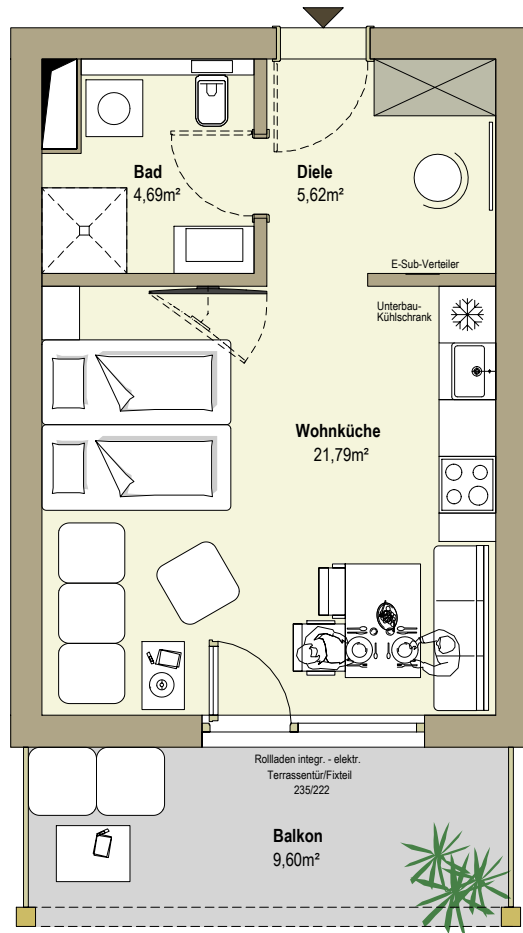 Bad
4,69m²
Diele
5,62m²
E-Sub-Verteiler
Unterbau-
Kühlschrank
Wohnküche
21,79m²
Rollladen integr. - elektr.
Terrassentür/Fixteil
235/222
Balkon
9,60m²